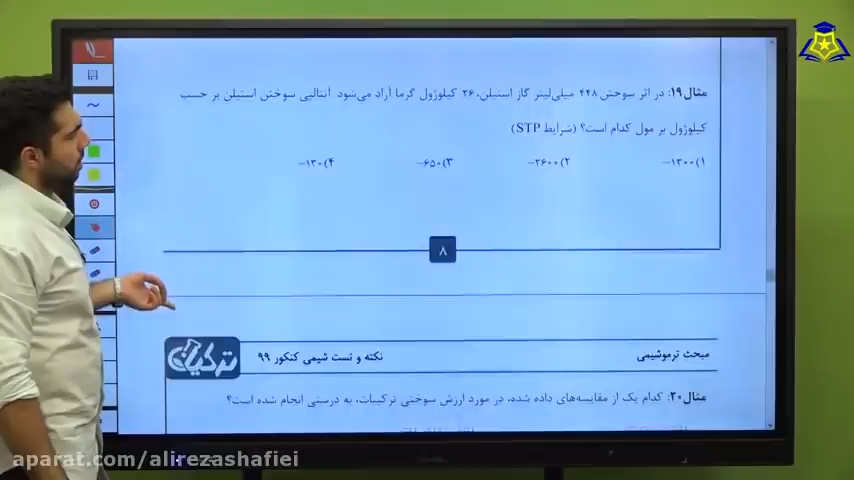 مثال۱۹: در اثر سوختن ۴۴۸ میلی‌لیتر گاز استیلن، ۲۶ کیلوژول گرما آزاد می‌شود آنتالپی سوختن استیلن بر حسب
کیلوژول بر مول کدام است؟ (شرایط STP)
۱) ۱۳۰۰-
۲) ۲۶۰۰-
۳) ۶۵۰-
۴) ۱۳۰-
۸
مبحث ترموشیمی
نکته و تست شیمی کنکور ۹۹
مثال۲۰: کدام یک از مقایسه‌های داده شده، در مورد ارزش سوختی ترکیبات، به درستی انجام شده است؟
aparat.com/alirezashafiei